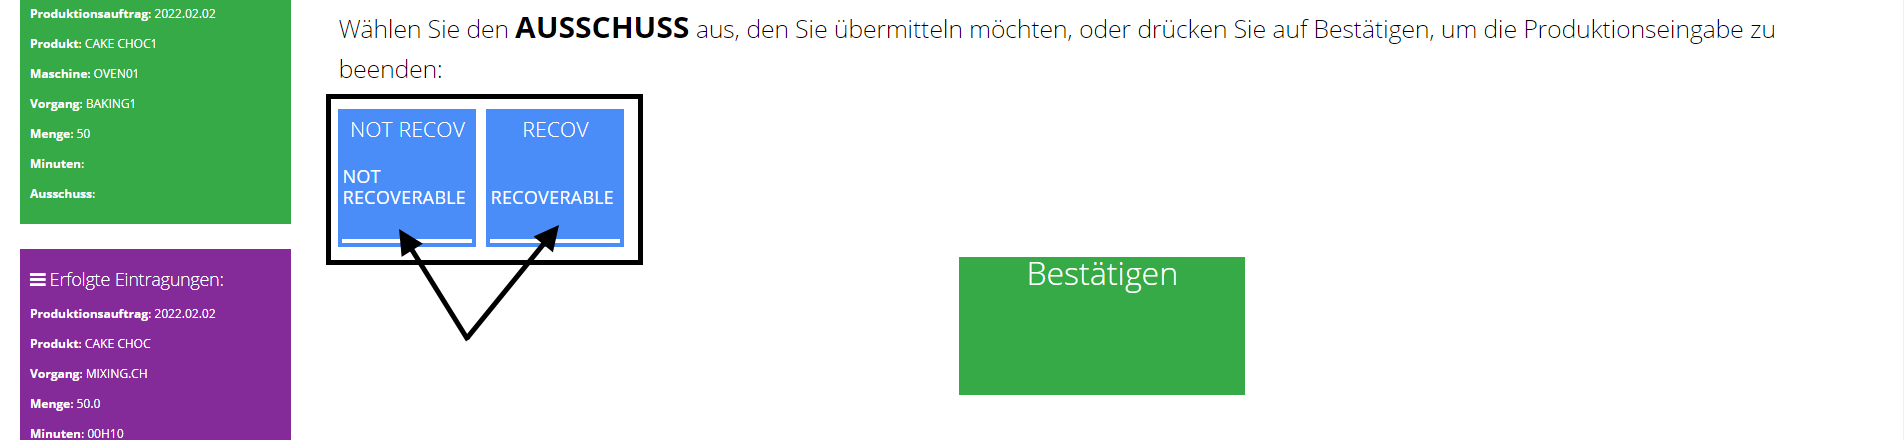 Produktionsauftrag: 2022.02.02
Produkt: CAKE CHOC1
Maschine: OVEN01
Vorgang: BAKING1
Menge: 50
Minuten:
Ausschuss:
Erfolgte Eintragungen:
Produktionsauftrag: 2022.02.02
Produkt: CAKE CHOC
Vorgang: MIXING.CH
Menge: 50.0
Minuten: 00H10
Wählen Sie den AUSSCHUSS aus, den Sie übermitteln möchten, oder drücken Sie auf Bestätigen, um die Produktionseingabe zu
beenden:
NOT RECOV
NOT
RECOVERABLE
RECOV
RECOVERABLE
Bestätigen